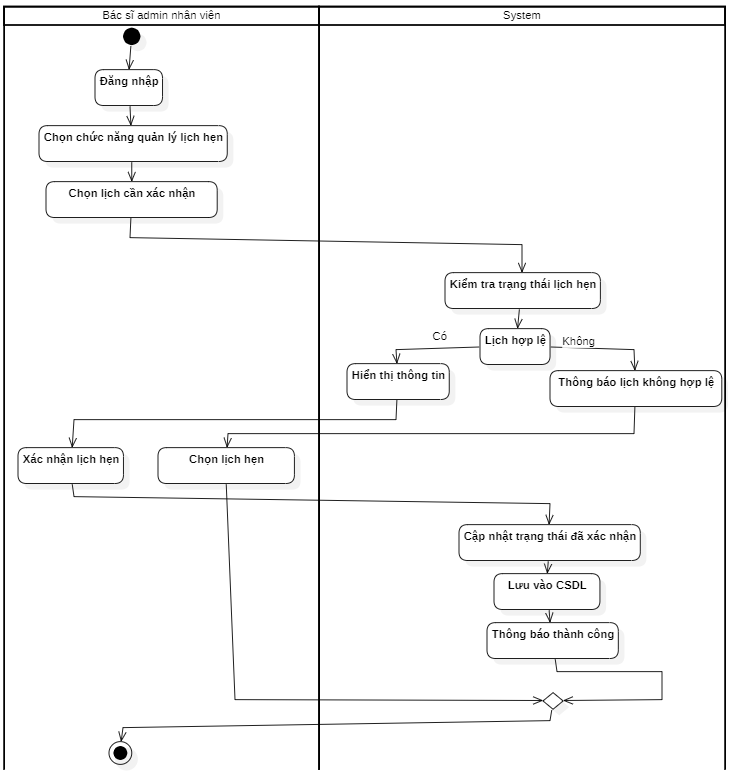 Bác sĩ admin nhân viên
System
Đăng nhập
Chọn chức năng quản lý lịch hẹn
Chọn lịch cần xác nhận
Kiểm tra trạng thái lịch hẹn
Lịch hợp lệ
Có
Không
Hiển thị thông tin
Thông báo lịch không hợp lệ
Xác nhận lịch hẹn
Chọn lịch hẹn
Cập nhật trạng thái đã xác nhận
Lưu vào CSDL
Thông báo thành công